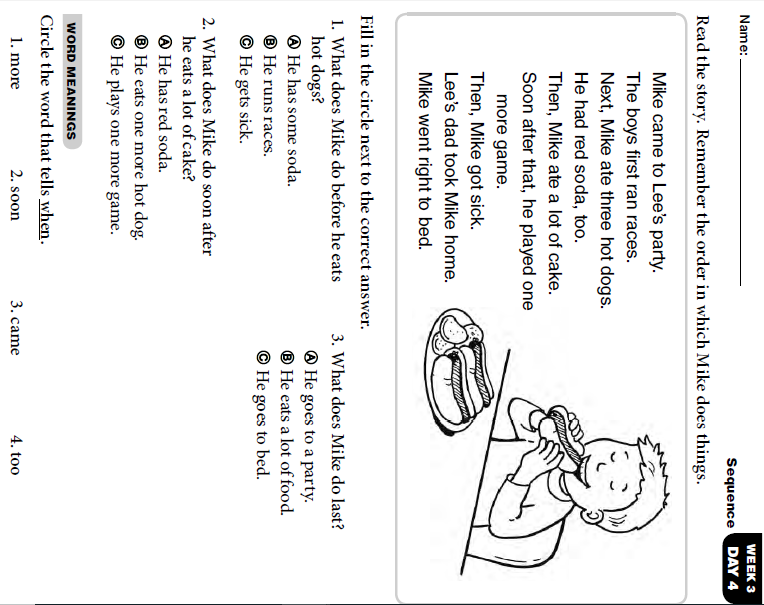 Name:
WEEK 3
DAY 4
Sequence
Read the story. Remember the order in which Mike does things.
Mike came to Lee's party.
The boys first ran races.
Next, Mike ate three hot dogs.
He had red soda, too.
Then, Mike ate a lot of cake.
Soon after that, he played one
more game.
Then, Mike got sick.
Lee's dad took Mike home.
Mike went right to bed.
Fill in the circle next to the correct answer.
1. What does Mike do before he eats
hot dogs?
Ⓐ He has some soda.
Ⓑ He runs races.
Ⓒ He gets sick.
2. What does Mike do soon after
he eats a lot of cake?
Ⓐ He has red soda.
Ⓑ He eats one more hot dog.
Ⓒ He plays one more game.
3. What does Mike do last?
Ⓐ He goes to a party.
Ⓑ He eats a lot of food.
Ⓒ He goes to bed.
WORD MEANINGS
Circle the word that tells when.
1. more 2. soon 3. came 4. too